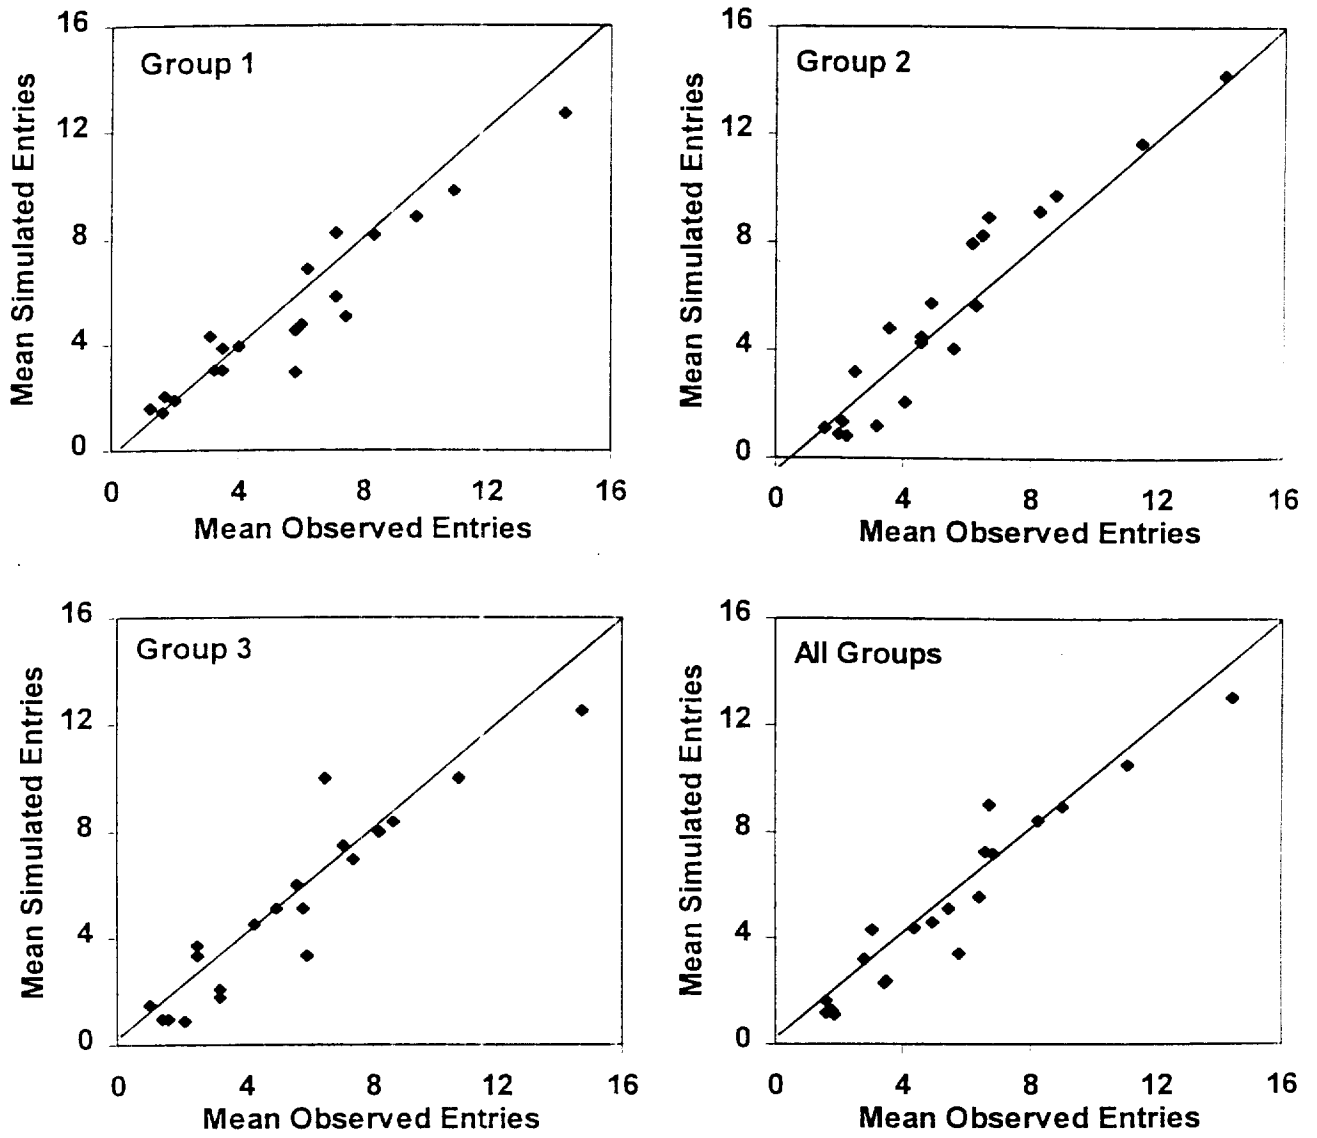 16
Group 1
12
8
4
0
Mean Simulated Entries
0 4 8 12 16
Mean Observed Entries
16
Group 2
12
8
4
0
Mean Simulated Entries
0 4 8 12 16
Mean Observed Entries
16
Group 3
12
8
4
0
Mean Simulated Entries
0 4 8 12 16
Mean Observed Entries
16
All Groups
12
8
4
0
Mean Simulated Entries
0 4 8 12 16
Mean Observed Entries